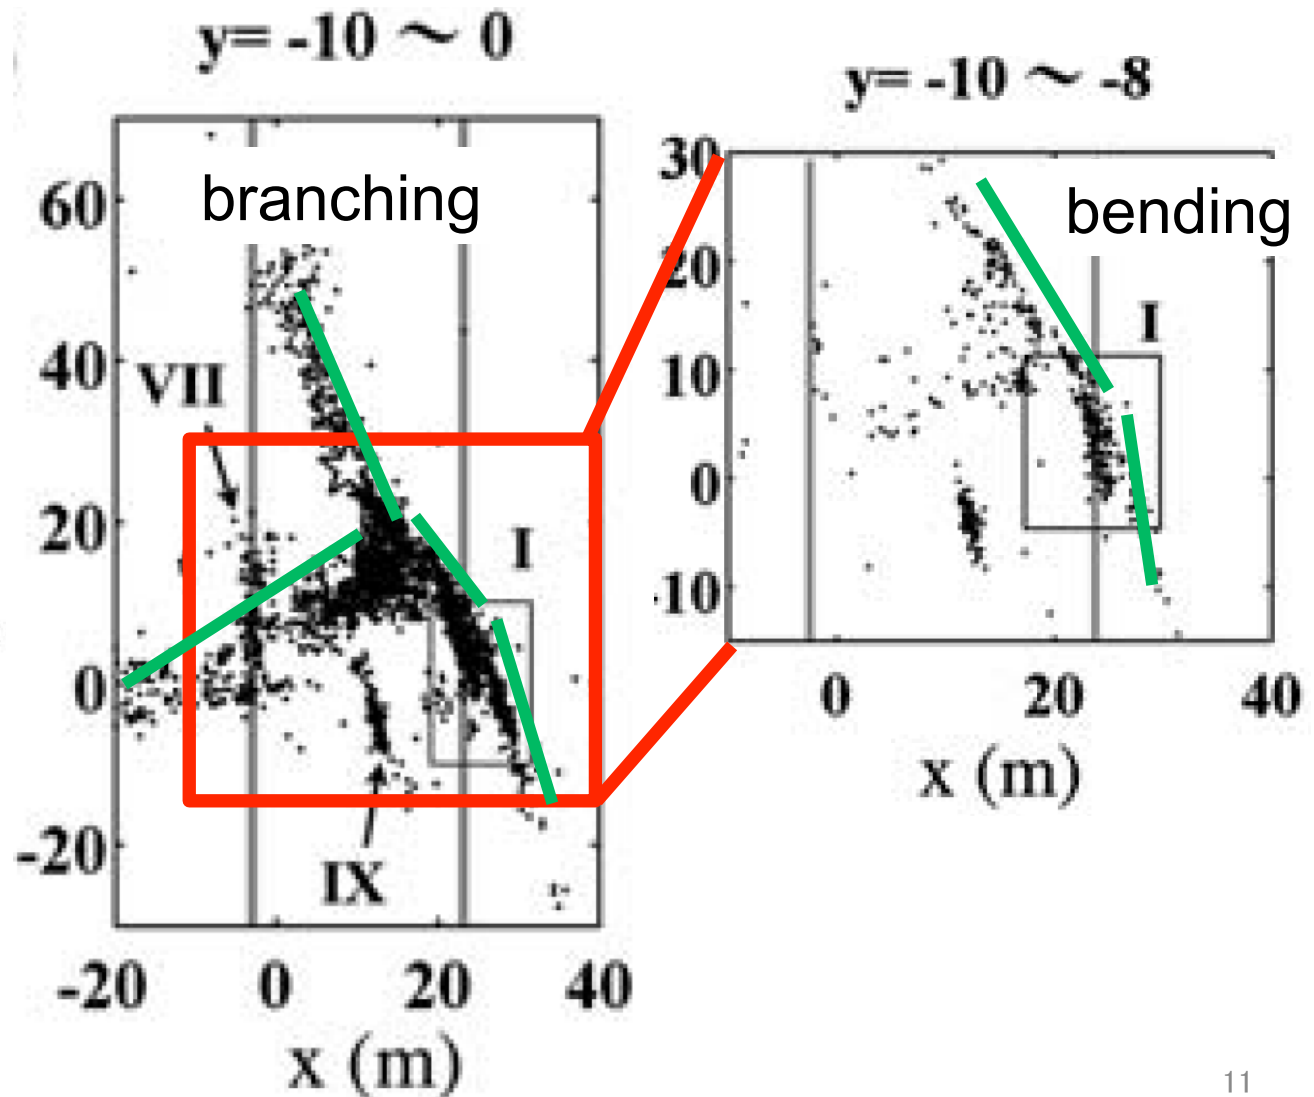 y= -10 ～ 0
branching
60
40
20
0
-20
VII
I
IX
-20 0 20 40
x (m)
y= -10 ～ -8
bending
30
20
10
0
-10
I
0 20 40
x (m)
11